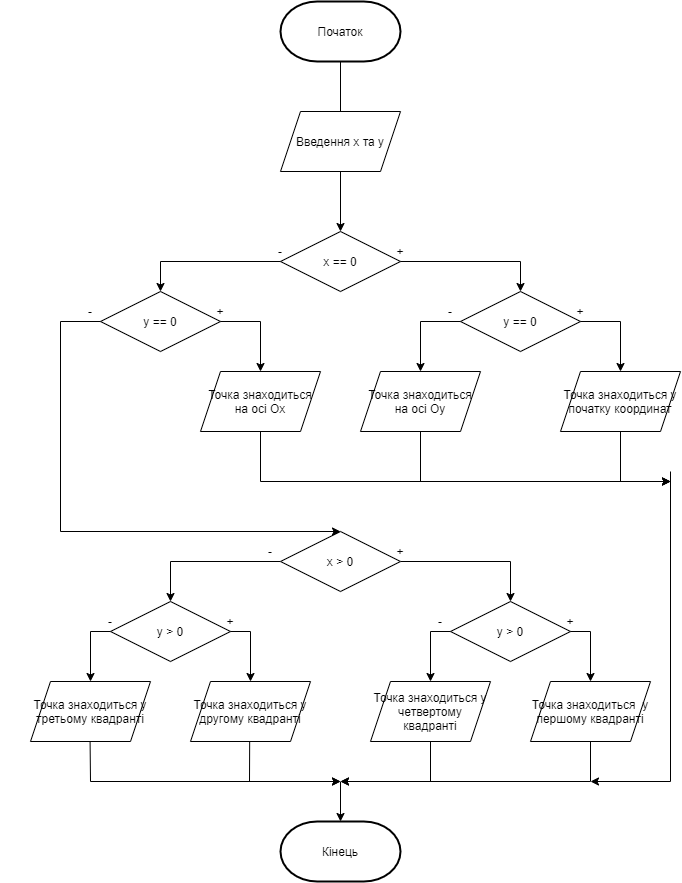 Початок
Введення x та y
x == 0
-
+
y == 0
-
+
y == 0
-
+
Точка знаходиться
на осі Ox
Точка знаходиться
на осі Oy
Точка знаходиться у
початку координат
x > 0
-
+
y > 0
-
+
y > 0
-
+
Точка знаходиться у
третьому квадранті
Точка знаходиться у
другому квадранті
Точка знаходиться у
четвертому
квадранті
Точка знаходиться у
першому квадранті
Кінець